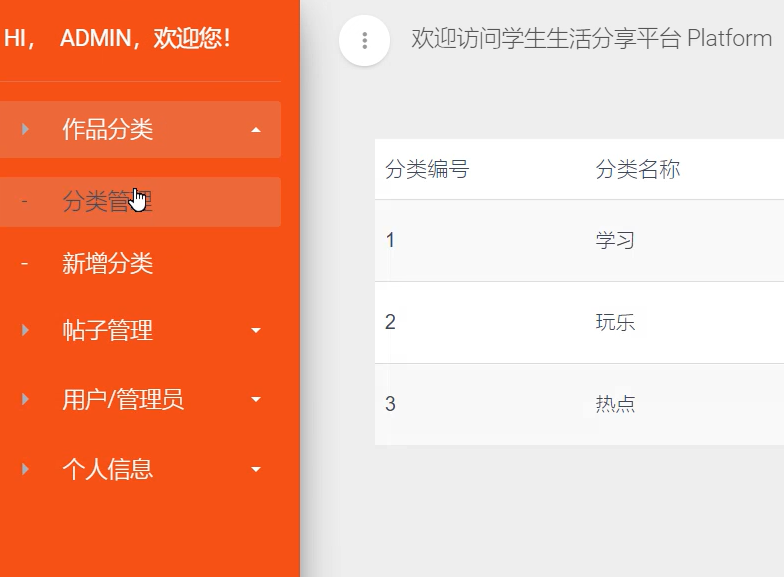 HI， ADMIN，欢迎您！
作品分类
- 分类管理
- 新增分类
帖子管理
用户/管理员
个人信息
欢迎访问学生生活分享平台 Platform
分类编号 分类名称
1 学习
2 玩乐
3 热点